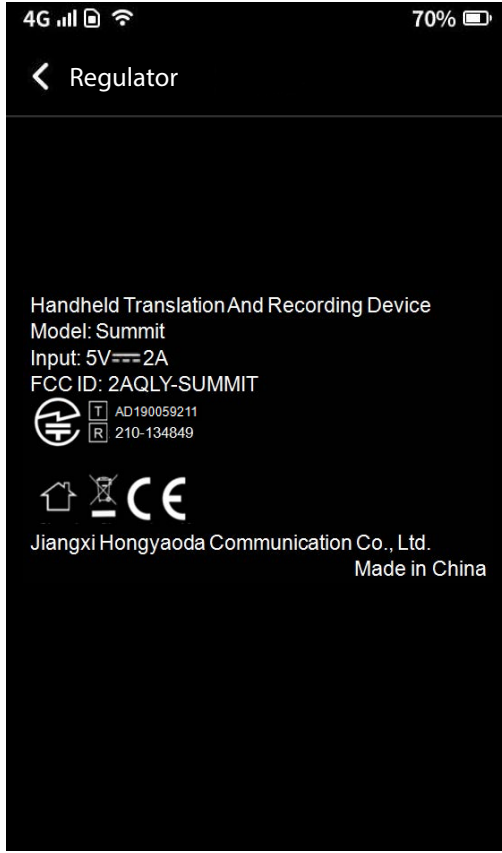 4G 70%
Regulator
Handheld Translation And Recording Device
Model: Summit
Input: 5V⎓2A
FCC ID: 2AQLY-SUMMIT
T AD190059211
R 210-134849
CE
Jiangxi Hongyaoda Communication Co., Ltd.
Made in China